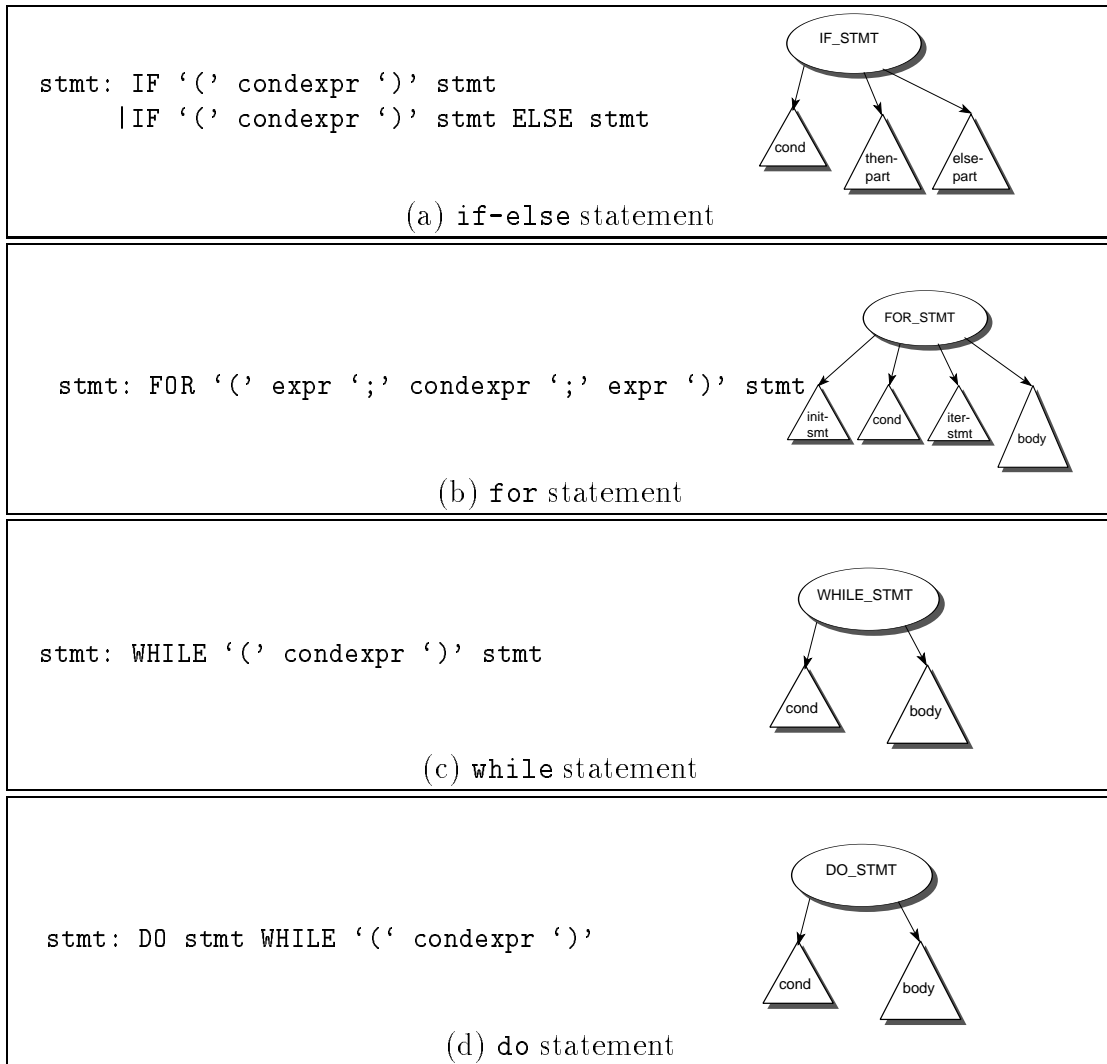 IF_STMT
stmt: IF ‘(’ condexpr ‘)’ stmt
|IF ‘(’ condexpr ‘)’ stmt ELSE stmt
cond
then-
part
else-
part
(a) if-else statement
FOR_STMT
stmt: FOR ‘(’ expr ‘;’ condexpr ‘;’ expr ‘)’ stmt
init-
smt
cond
iter-
stmt
body
(b) for statement
WHILE_STMT
stmt: WHILE ‘(’ condexpr ‘)’ stmt
cond
body
(c) while statement
DO_STMT
stmt: DO stmt WHILE ‘(‘ condexpr ‘)’
cond
body
(d) do statement